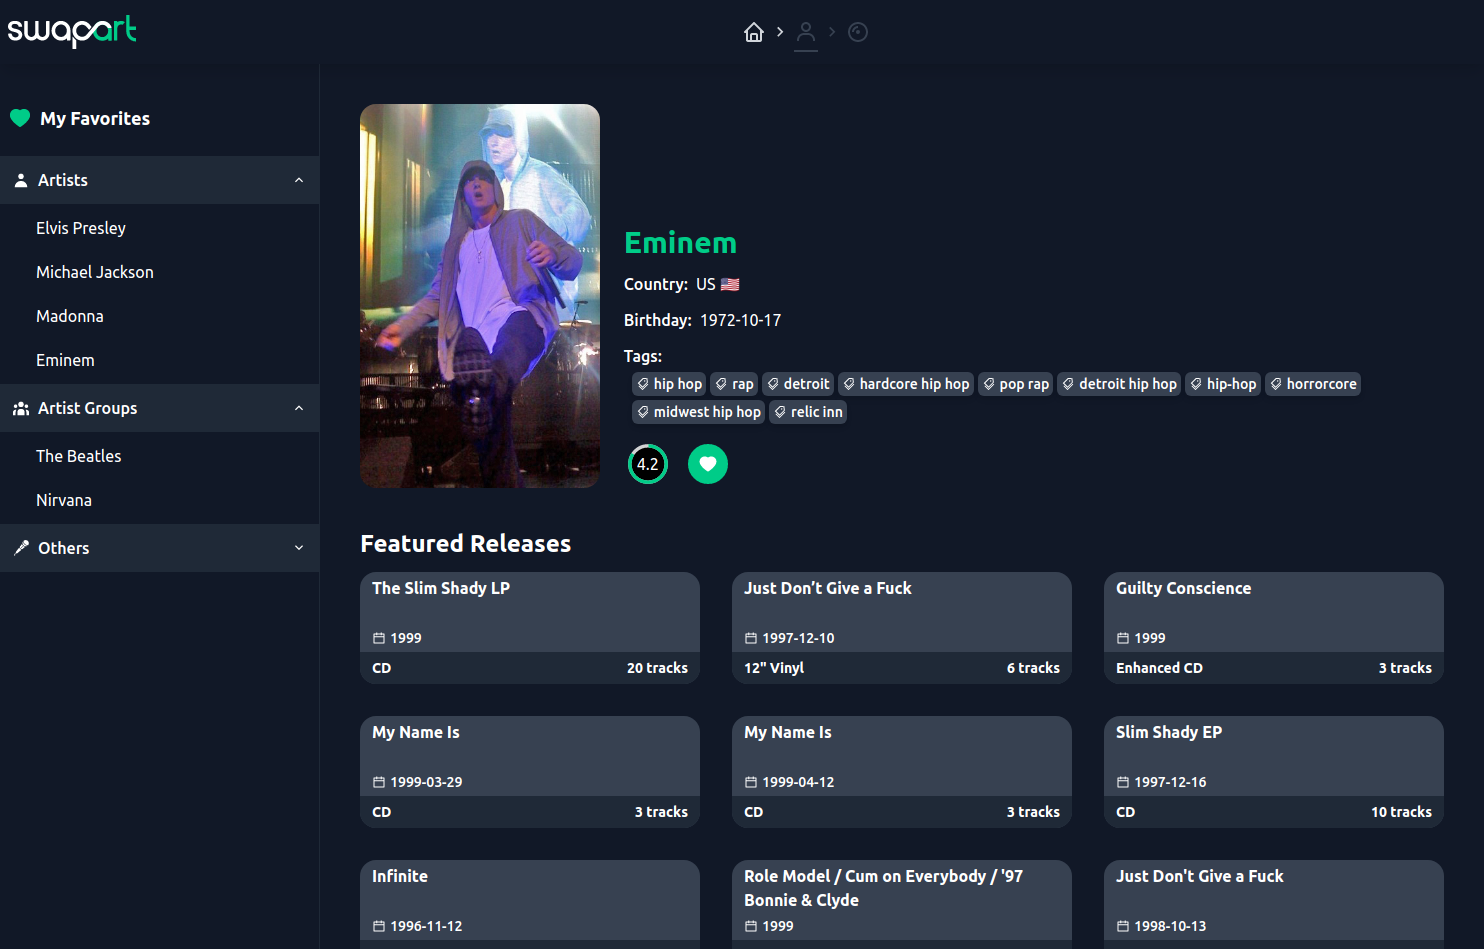 swapart
My Favorites
Artists
Elvis Presley
Michael Jackson
Madonna
Eminem
Artist Groups
The Beatles
Nirvana
Others
Eminem
Country: US
Birthday: 1972-10-17
Tags:
hip hop rap detroit hardcore hip hop pop rap detroit hip hop hip-hop horrorcore
midwest hip hop relic inn
4.2
Featured Releases
The Slim Shady LP
1999
CD 20 tracks
Just Don’t Give a Fuck
1997-12-10
12" Vinyl 6 tracks
Guilty Conscience
1999
Enhanced CD 3 tracks
My Name Is
1999-03-29
CD 3 tracks
My Name Is
1999-04-12
CD 3 tracks
Slim Shady EP
1997-12-16
CD 10 tracks
Infinite
1996-11-12
Role Model / Cum on Everybody / '97
Bonnie & Clyde
1999
Just Don't Give a Fuck
1998-10-13